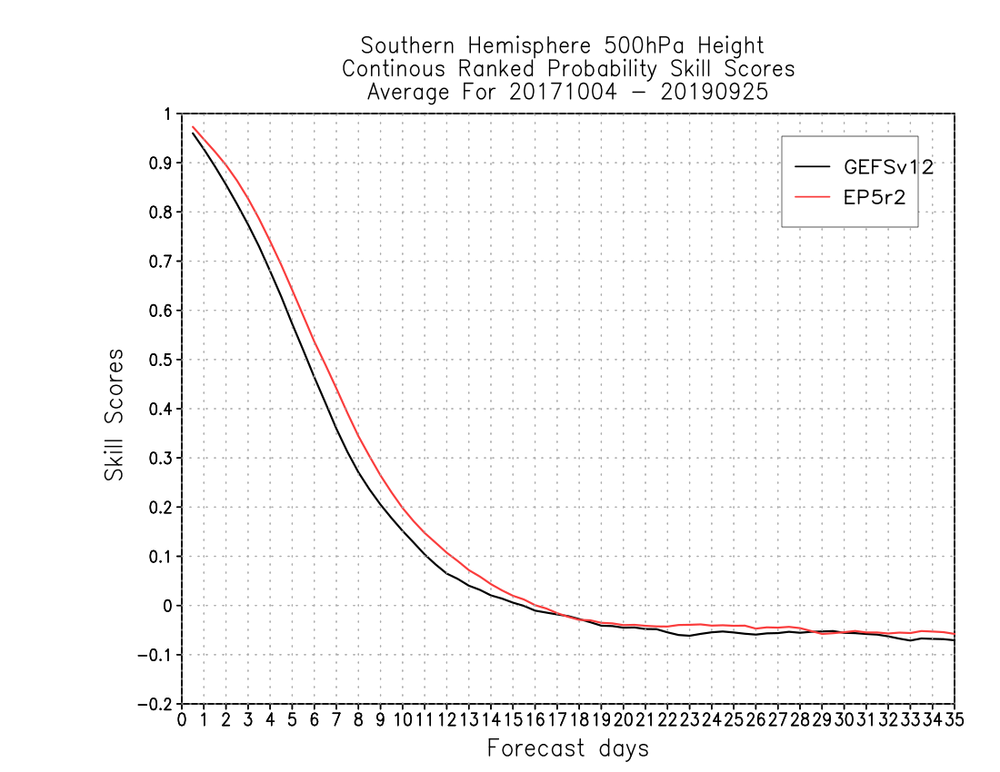 Southern Hemisphere 500hPa Height
Continous Ranked Probability Skill Scores
Average For 20171004 − 20190925
1
0.9
0.8
0.7
0.6
0.5
0.4
0.3
0.2
0.1
0
−0.1
−0.2
Skill Scores
GEFSv12
EP5r2
0 1 2 3 4 5 6 7 8 9 10 11 12 13 14 15 16 17 18 19 20 21 22 23 24 25 26 27 28 29 30 31 32 33 34 35
Forecast days